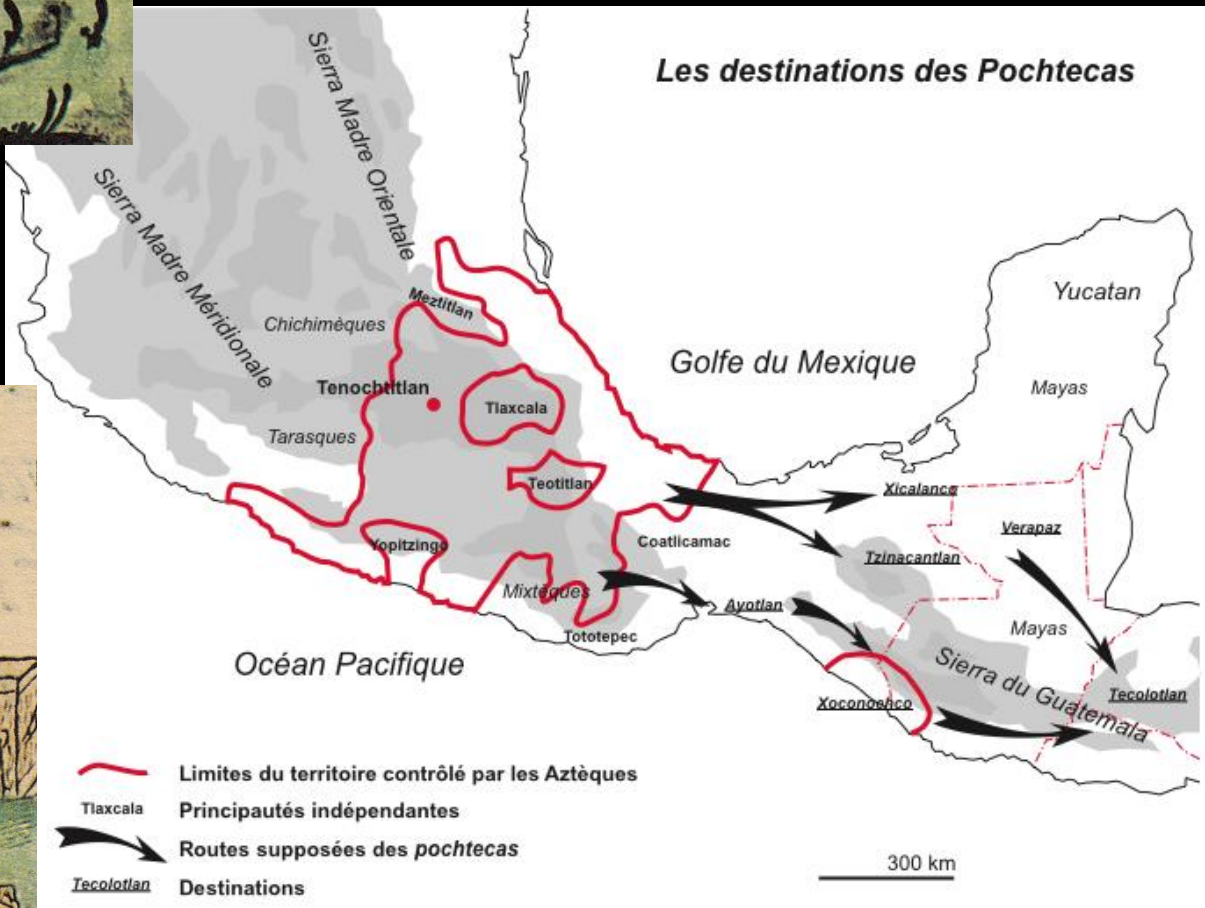 Les destinations des Pochtecas
Sierra Madre Orientale
Sierra Madre Méridionale
Yucatan
Meztitlan
Chichimèques
Golfe du Mexique
Tenochtitlan
Mayas
Tlaxcala
Tarasques
Teotitlan
Xicalanco
Verapaz
Yopitzingo
Coatlicamac
Tzinacantlan
Mixtèques
Ayotlan
Mayas
Tototepec
Océan Pacifique
Sierra du Guatemala
Tecolotlan
Xoconochco
Limites du territoire contrôlé par les Aztèques
Tlaxcala Principautés indépendantes
Routes supposées des pochtecas
Tecolotlan Destinations
300 km